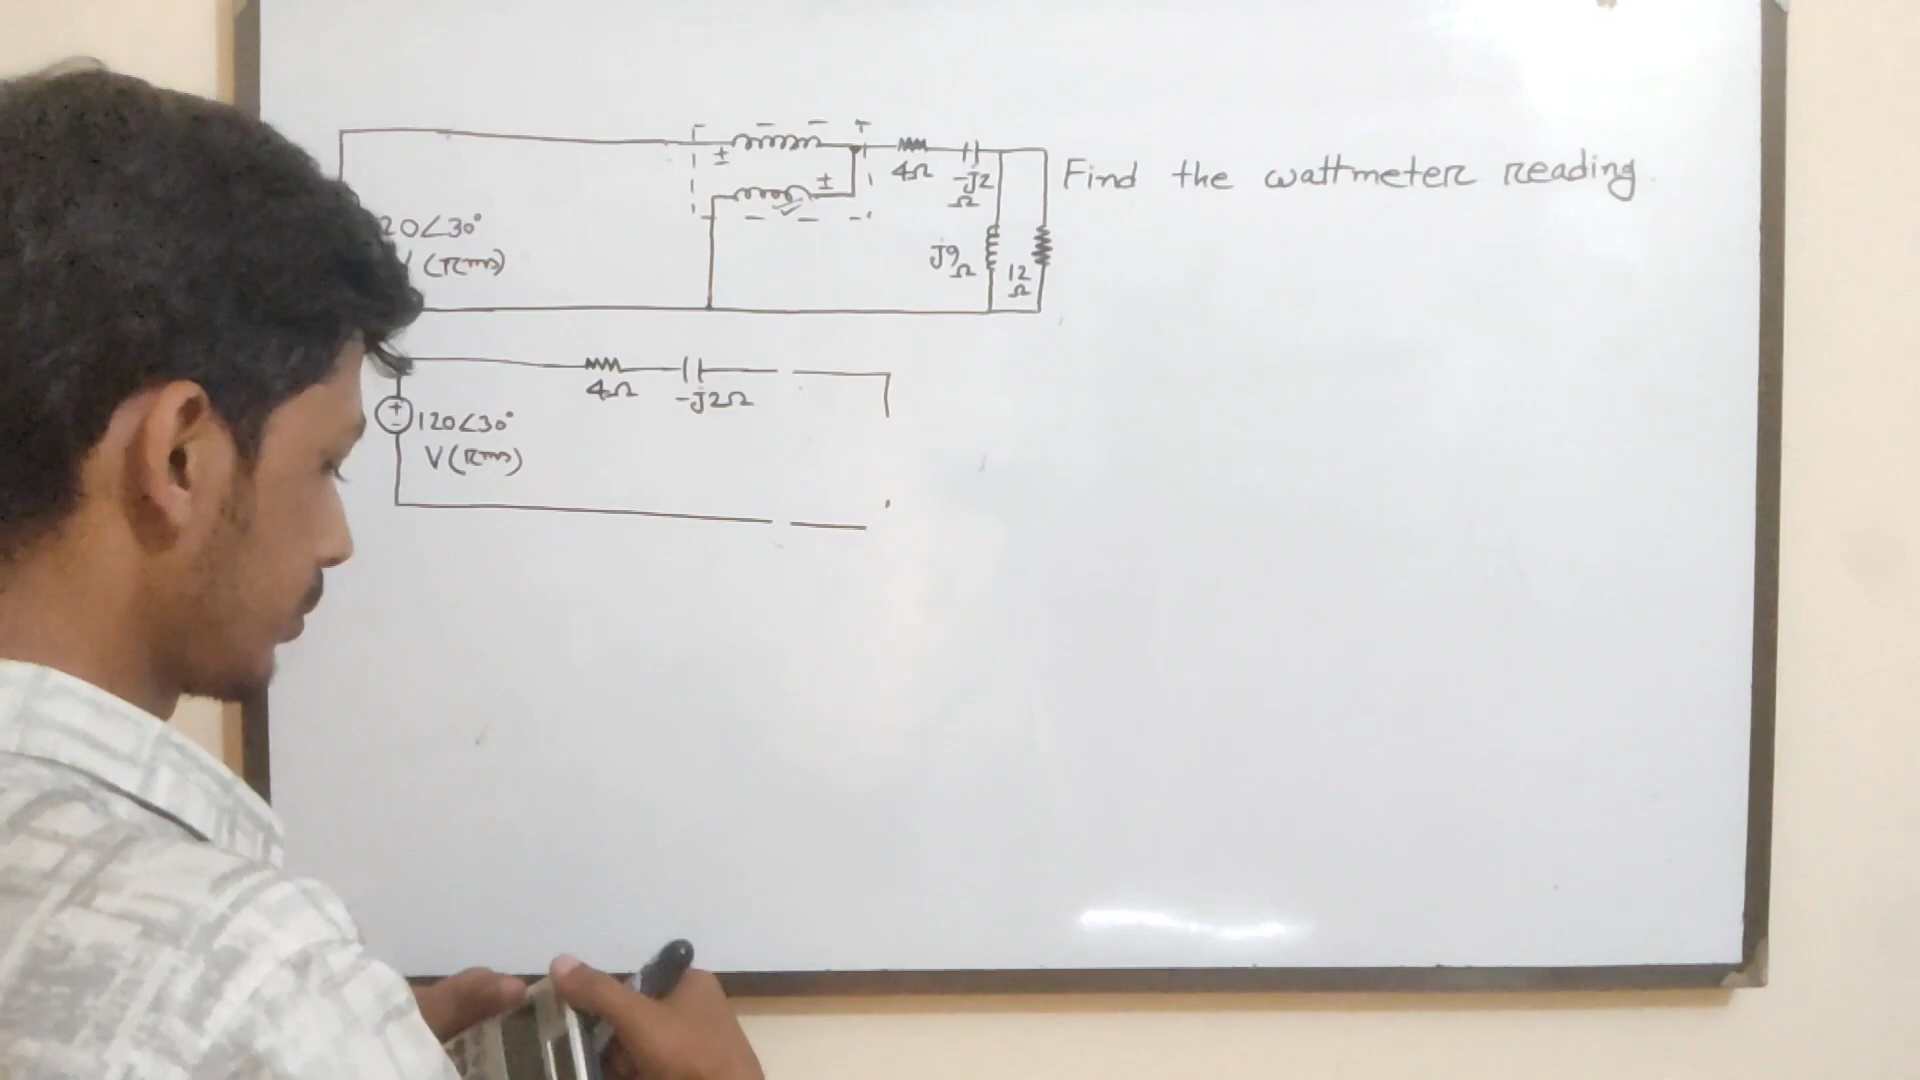 ±
±
4Ω
-j2
Ω
Find the wattmeter reading
20∠30°
(rms)
j9
Ω
12
Ω
4Ω
-j2Ω
+
-
120∠30°
V(rms)